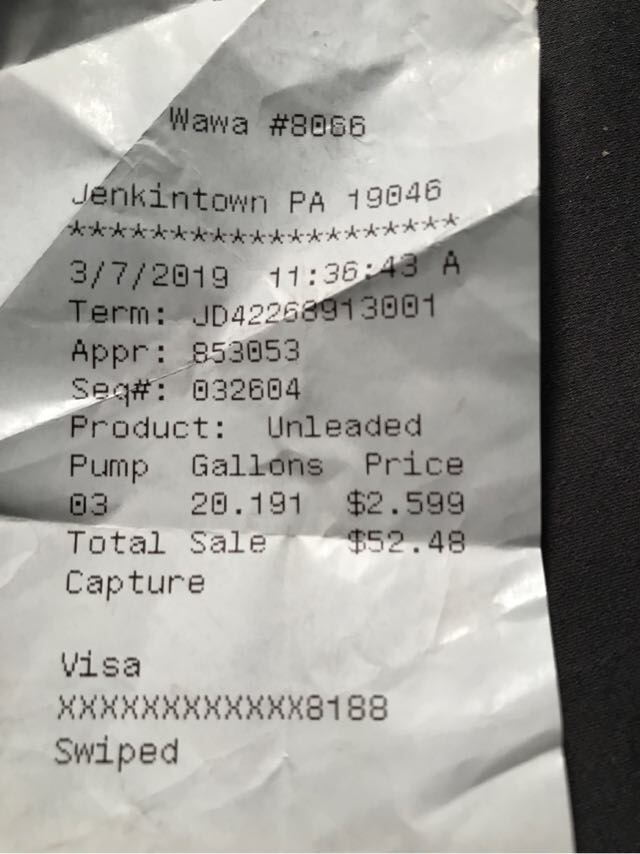 Wawa #8066
Jenkintown PA 19046
*******************
3/7/2019 11:36:43 A
Term: JD42268913001
Appr: 853053
Seq#: 032604
Product: Unleaded
Pump Gallons Price
03 20.191 $2.599
Total Sale $52.48
Capture
Visa
XXXXXXXXXXXX8188
Swiped